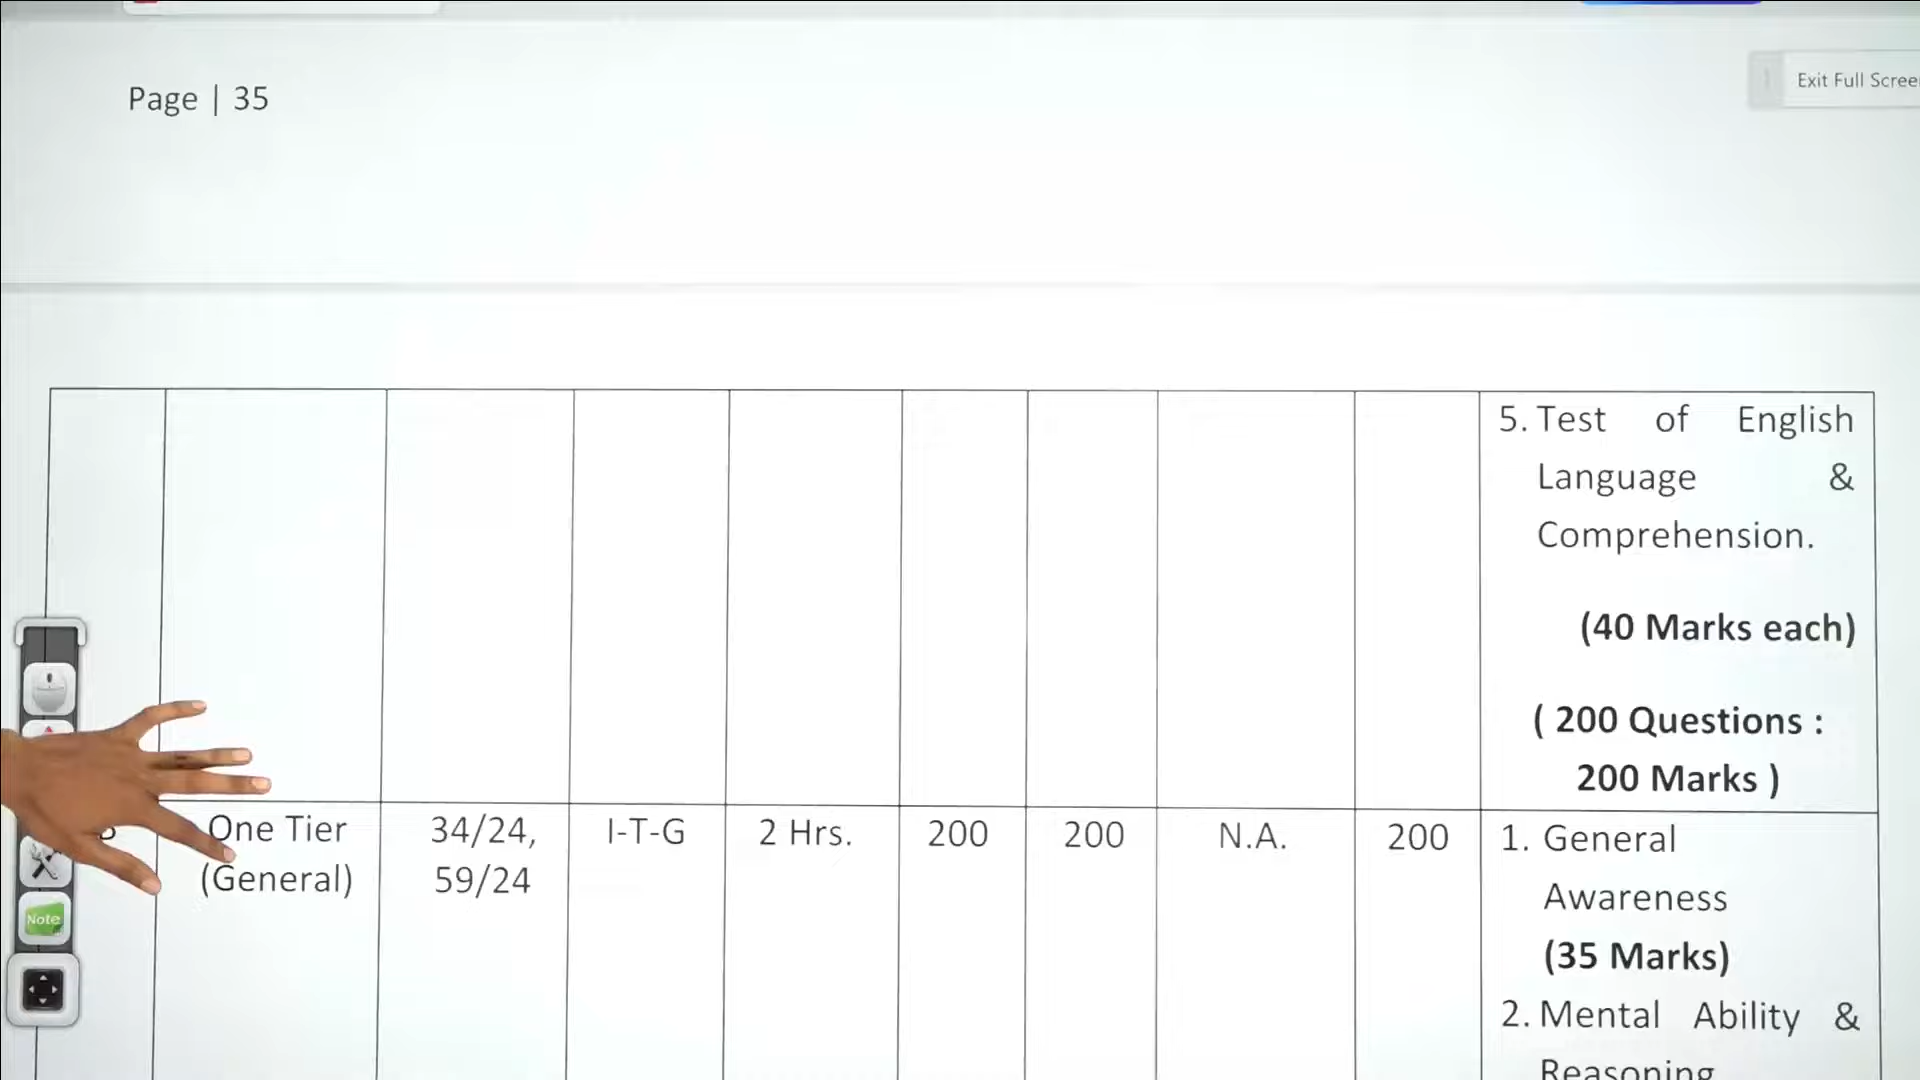 Page | 35
Exit Full Scree
5. Test of English
Language &
Comprehension.
(40 Marks each)
( 200 Questions :
200 Marks )
One Tier
(General)
34/24,
59/24
I-T-G
2 Hrs.
200
200
N.A.
200
1. General
Awareness
(35 Marks)
2. Mental Ability &
Reasoning
Note